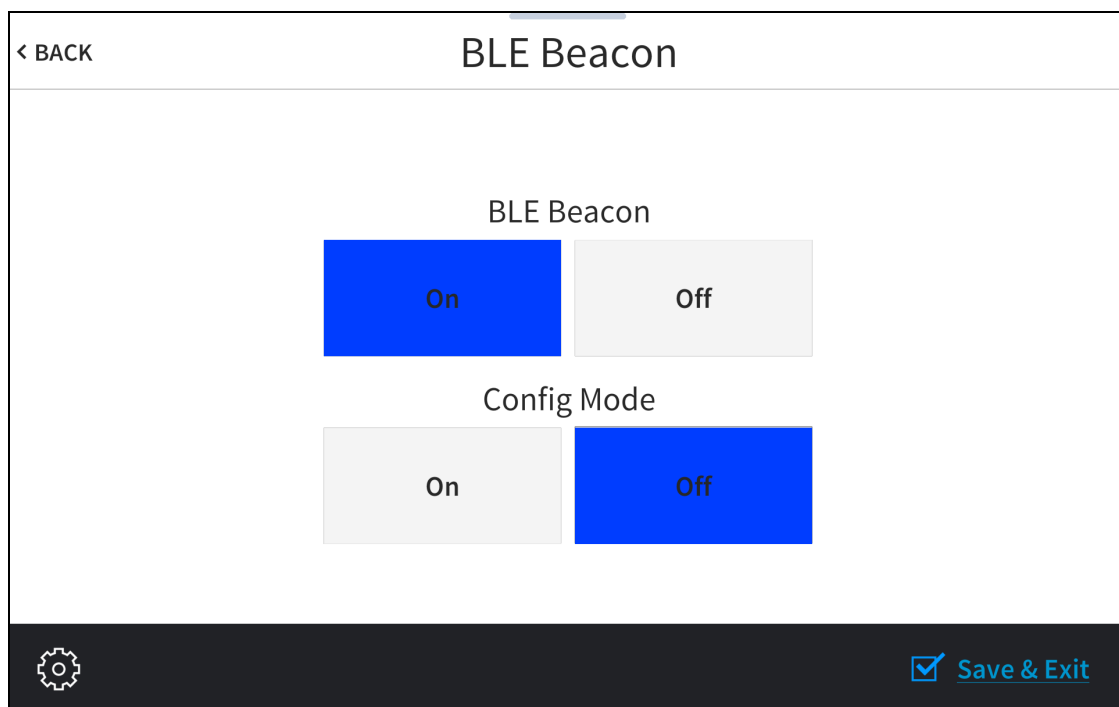 < BACK
BLE Beacon
BLE Beacon
On
Off
Config Mode
On
Off
Save & Exit